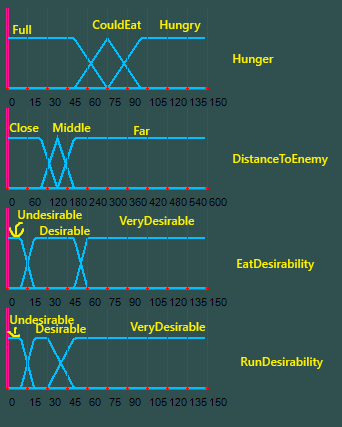 Full CouldEat Hungry
Hunger
0 15 30 45 60 75 90 105 120 135 150
Close Middle Far
DistanceToEnemy
0 60 120 180 240 300 360 420 480 540 600
Undesirable
Desirable VeryDesirable
EatDesirability
0 15 30 45 60 75 90 105 120 135 150
Undesirable
Desirable VeryDesirable
RunDesirability
0 15 30 45 60 75 90 105 120 135 150